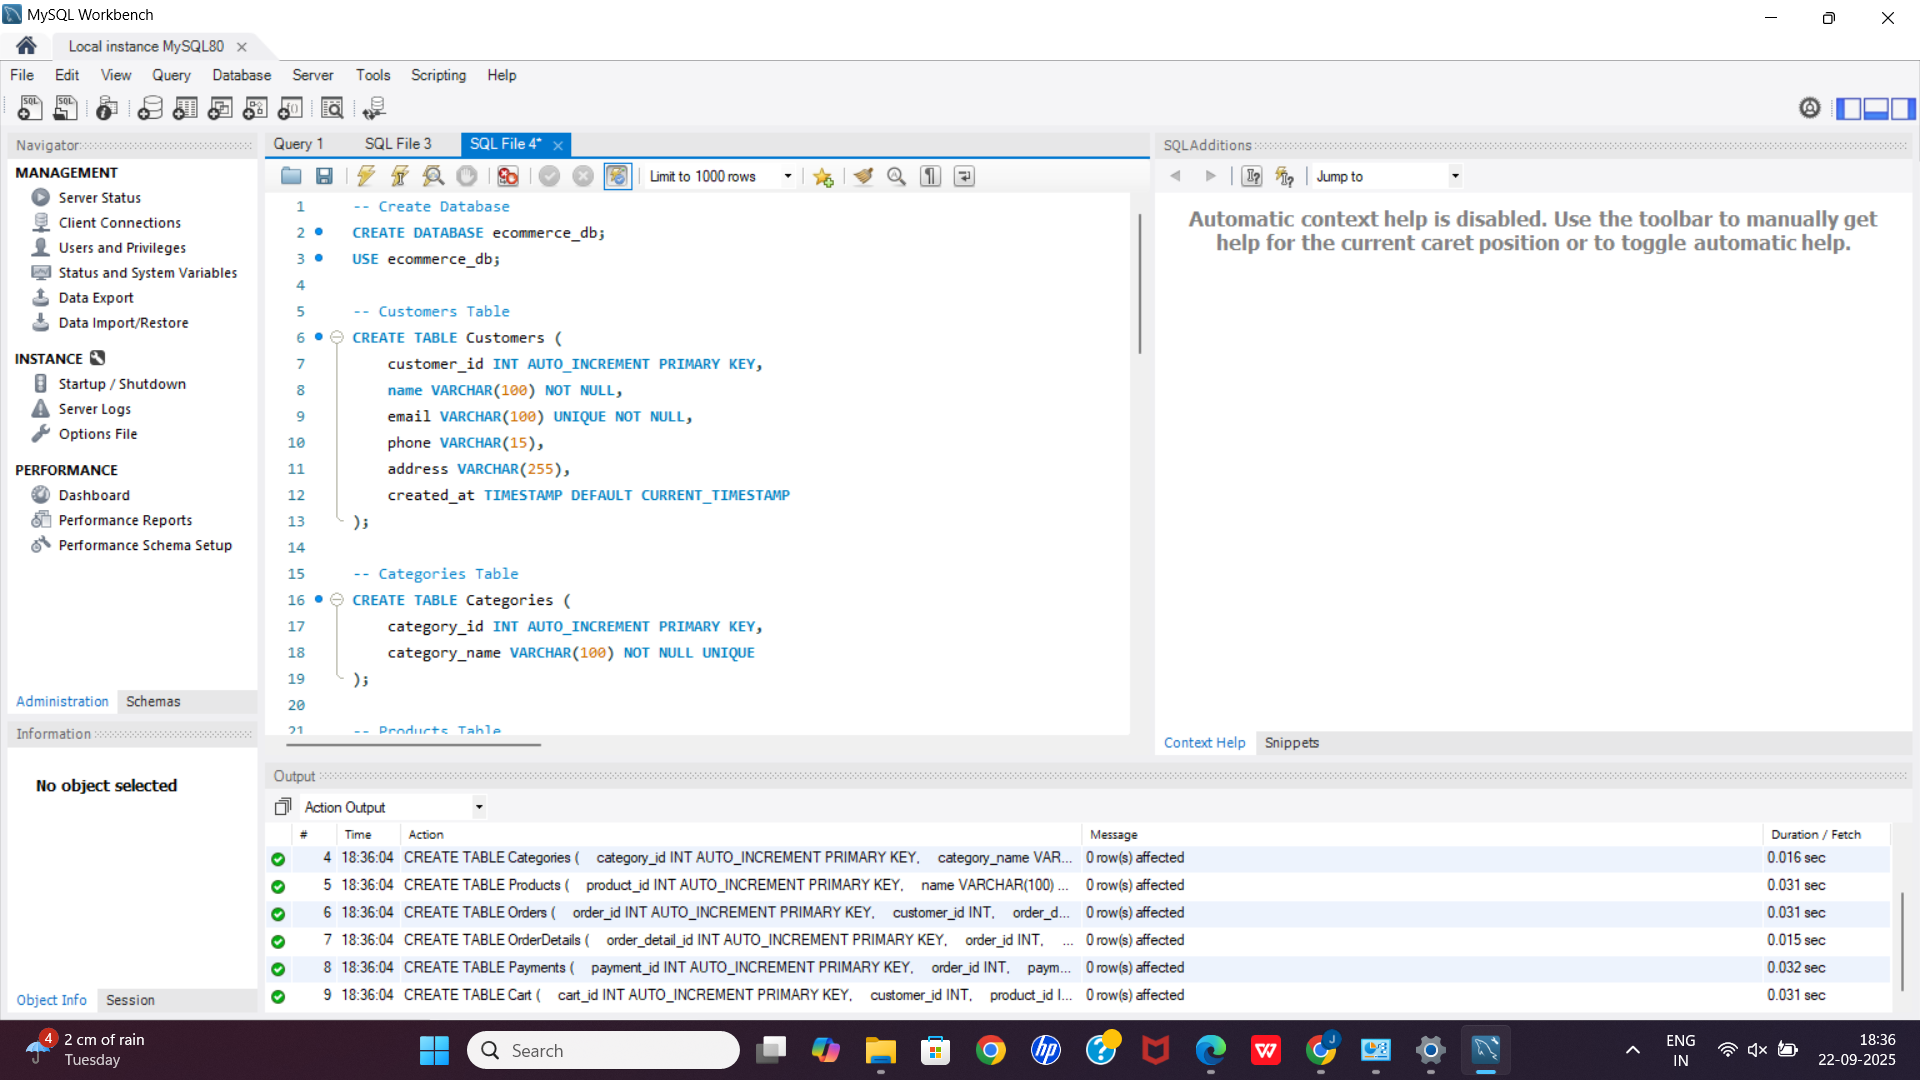 MySQL Workbench
Local instance MySQL80
File Edit View Query Database Server Tools Scripting Help
Navigator
MANAGEMENT
Server Status
Client Connections
Users and Privileges
Status and System Variables
Data Export
Data Import/Restore
INSTANCE
Startup / Shutdown
Server Logs
Options File
PERFORMANCE
Dashboard
Performance Reports
Performance Schema Setup
Administration Schemas
Information
No object selected
Object Info Session
Query 1 SQL File 3 SQL File 4*
Limit to 1000 rows
1 -- Create Database
2 CREATE DATABASE ecommerce_db;
3 USE ecommerce_db;
4
5 -- Customers Table
6 CREATE TABLE Customers (
7 customer_id INT AUTO_INCREMENT PRIMARY KEY,
8 name VARCHAR(100) NOT NULL,
9 email VARCHAR(100) UNIQUE NOT NULL,
10 phone VARCHAR(15),
11 address VARCHAR(255),
12 created_at TIMESTAMP DEFAULT CURRENT_TIMESTAMP
13 );
14
15 -- Categories Table
16 CREATE TABLE Categories (
17 category_id INT AUTO_INCREMENT PRIMARY KEY,
18 category_name VARCHAR(100) NOT NULL UNIQUE
19 );
20
21 -- Products Table
SQLAdditions
Jump to
Automatic context help is disabled. Use the toolbar to manually get
help for the current caret position or to toggle automatic help.
Context Help Snippets
Output
Action Output
# Time Action Message Duration / Fetch
4 18:36:04 CREATE TABLE Categories ( category_id INT AUTO_INCREMENT PRIMARY KEY, category_name VAR... 0 row(s) affected 0.016 sec
5 18:36:04 CREATE TABLE Products ( product_id INT AUTO_INCREMENT PRIMARY KEY, name VARCHAR(100) ... 0 row(s) affected 0.031 sec
6 18:36:04 CREATE TABLE Orders ( order_id INT AUTO_INCREMENT PRIMARY KEY, customer_id INT, order_d... 0 row(s) affected 0.031 sec
7 18:36:04 CREATE TABLE OrderDetails ( order_detail_id INT AUTO_INCREMENT PRIMARY KEY, order_id INT, ... 0 row(s) affected 0.015 sec
8 18:36:04 CREATE TABLE Payments ( payment_id INT AUTO_INCREMENT PRIMARY KEY, order_id INT, paym... 0 row(s) affected 0.032 sec
9 18:36:04 CREATE TABLE Cart ( cart_id INT AUTO_INCREMENT PRIMARY KEY, customer_id INT, product_id I... 0 row(s) affected 0.031 sec
4 2 cm of rain
Tuesday
Search
ENG
IN
18:36
22-09-2025